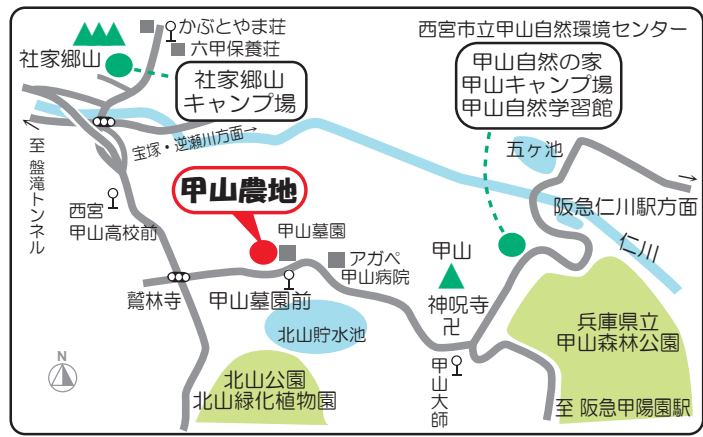 かぶとやま荘
六甲保養荘
社家郷山
社家郷山
キャンプ場
西宮市立甲山自然環境センター
甲山自然の家
甲山キャンプ場
甲山自然学習館
五ヶ池
←至 盤滝トンネル
宝塚・逆瀬川方面→
→
阪急仁川駅方面
仁川
西宮
甲山高校前
甲山農地
甲山墓園
アガペ
甲山病院
甲山
神呪寺
卍
鷲林寺
甲山墓園前
北山貯水池
兵庫県立
甲山森林公園
甲山大師
北山公園
北山緑化植物園
至 阪急甲陽園駅
N